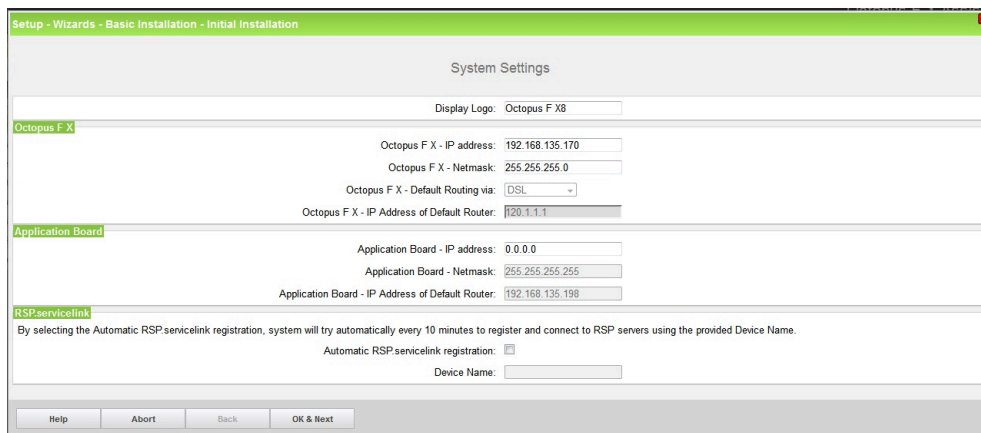 Setup - Wizards - Basic Installation - Initial Installation
System Settings
Display Logo: Octopus F X8
Octopus F X
Octopus F X - IP address: 192.168.135.170
Octopus F X - Netmask: 255.255.255.0
Octopus F X - Default Routing via: DSL
Octopus F X - IP Address of Default Router: 120.1.1.1
Application Board
Application Board - IP address: 0.0.0.0
Application Board - Netmask: 255.255.255.255
Application Board - IP Address of Default Router: 192.168.135.198
RSP.servicelink
By selecting the Automatic RSP.servicelink registration, system will try automatically every 10 minutes to register and connect to RSP servers using the provided Device Name.
Automatic RSP.servicelink registration:
Device Name:
Help Abort Back OK & Next